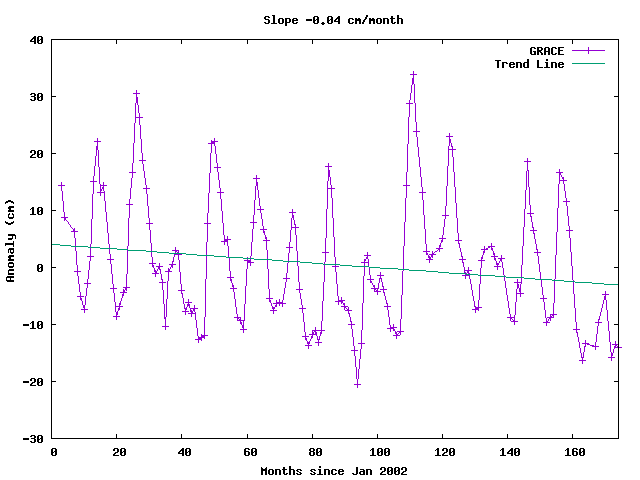 Slope -0.04 cm/month
GRACE
Trend Line
40
30
20
10
0
-10
-20
-30
Anomaly (cm)
0 20 40 60 80 100 120 140 160
Months since Jan 2002